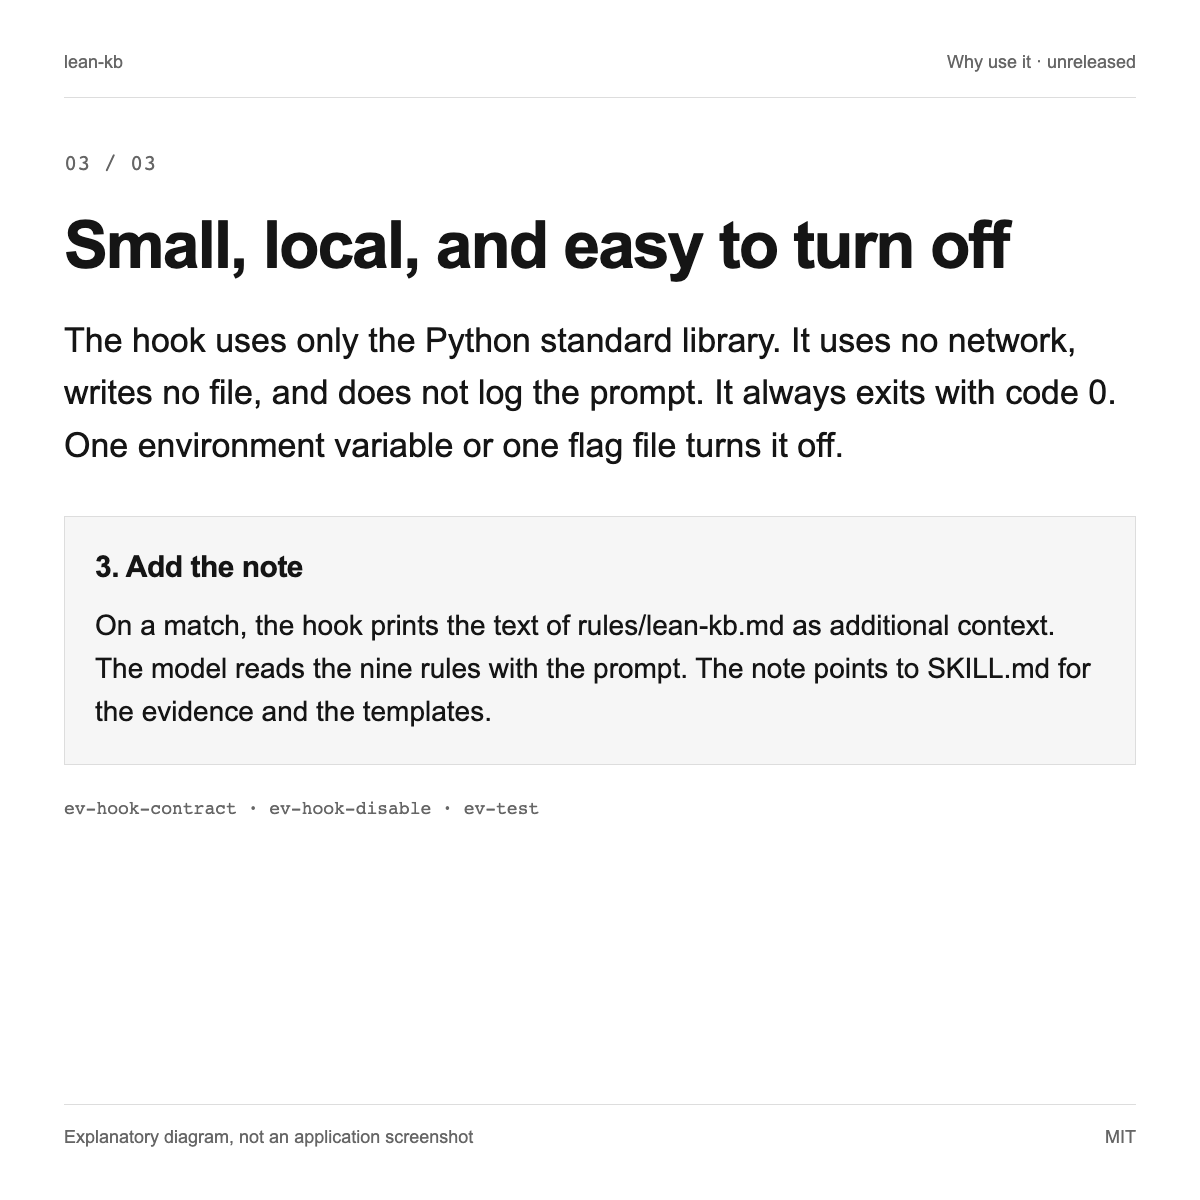 lean-kb
Why use it · unreleased
03 / 03
Small, local, and easy to turn off
The hook uses only the Python standard library. It uses no network,
writes no file, and does not log the prompt. It always exits with code 0.
One environment variable or one flag file turns it off.
3. Add the note
On a match, the hook prints the text of rules/lean-kb.md as additional context.
The model reads the nine rules with the prompt. The note points to SKILL.md for
the evidence and the templates.
ev-hook-contract · ev-hook-disable · ev-test
Explanatory diagram, not an application screenshot
MIT